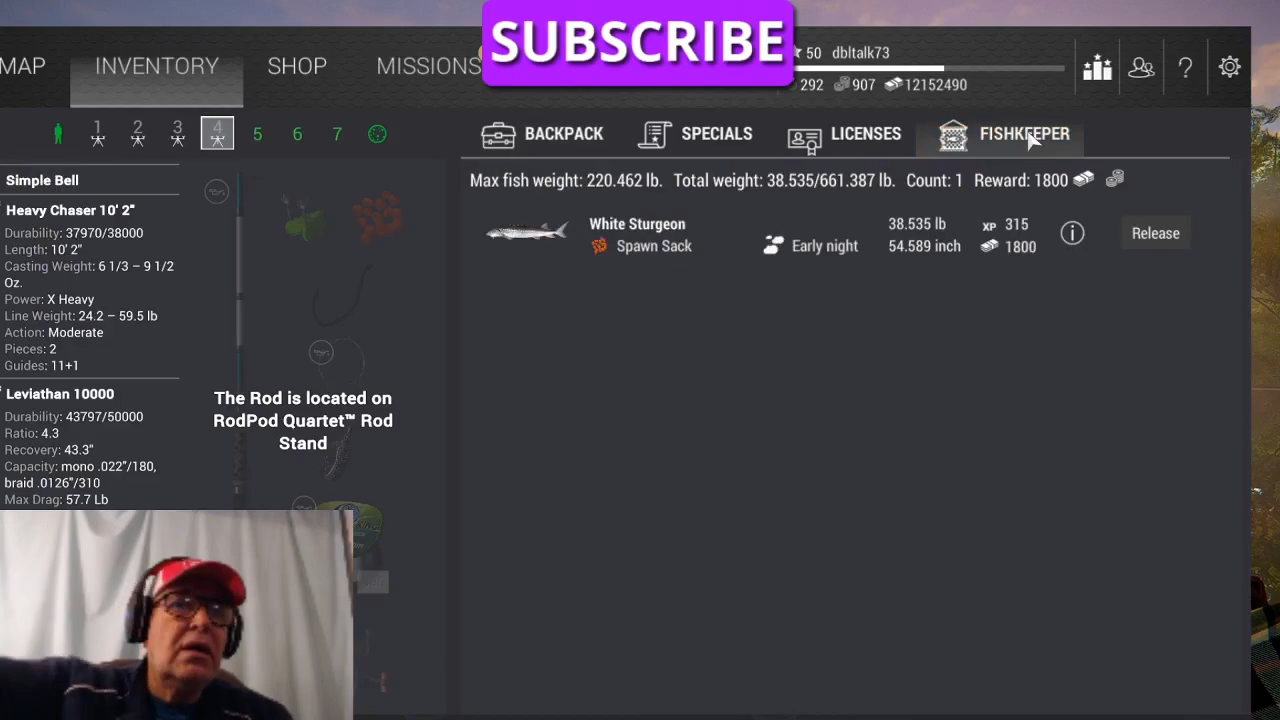 SUBSCRIBE
MAP INVENTORY SHOP MISSIONS
50 dbltalk73
292 907 12152490
?
1 2 3 4 5 6 7
BACKPACK SPECIALS LICENSES FISHKEEPER
Max fish weight: 220.462 lb. Total weight: 38.535/661.387 lb. Count: 1 Reward: 1800
White Sturgeon
Spawn Sack
Early night
38.535 lb
54.589 inch
XP 315
1800
Release
Simple Bell
Heavy Chaser 10' 2"
Durability: 37970/38000
Length: 10' 2"
Casting Weight: 6 1/3 – 9 1/2
Oz.
Power: X Heavy
Line Weight: 24.2 – 59.5 lb
Action: Moderate
Pieces: 2
Guides: 11+1
Leviathan 10000
Durability: 43797/50000
Ratio: 4.3
Recovery: 43.3"
Capacity: mono .022"/180,
braid .0126"/310
Max Drag: 57.7 Lb
The Rod is located on
RodPod Quartet™ Rod
Stand